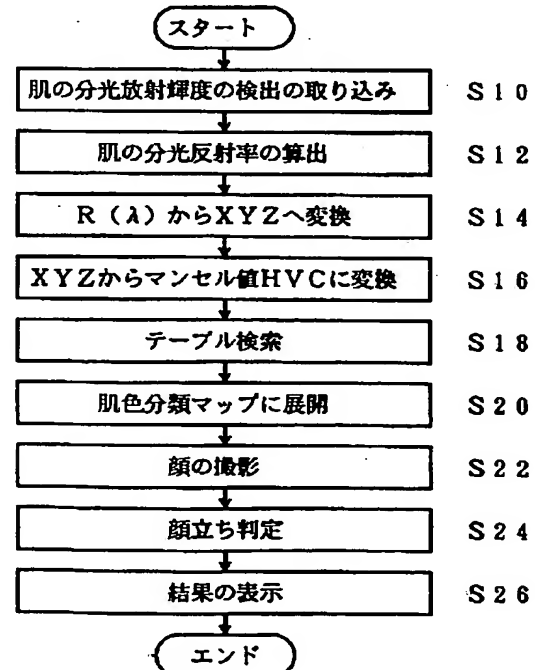 スタート
肌の分光放射輝度の検出の取り込み S10
肌の分光反射率の算出 S12
R(λ)からXYZへ変換 S14
XYZからマンセル値HVCに変換 S16
テーブル検索 S18
肌色分類マップに展開 S20
顔の撮影 S22
顔立ち判定 S24
結果の表示 S26
エンド